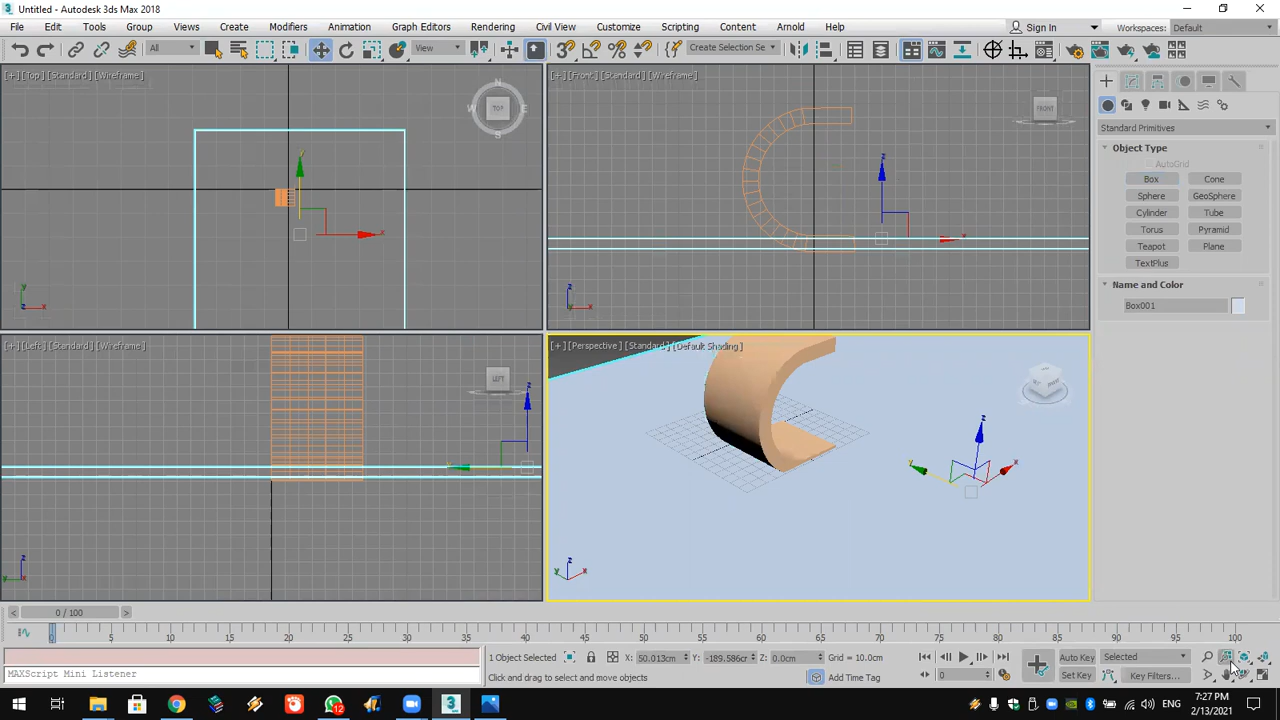 Untitled - Autodesk 3ds Max 2018
File Edit Tools Group Views Create Modifiers Animation Graph Editors Rendering Civil View Customize Scripting Content Arnold Help Sign In Workspaces: Default
All View Create Selection Se
[+] [Top] [Standard] [Wireframe]
N
W TOP E
S
y
x
y
z x
[+] [Front] [Standard] [Wireframe]
FRONT
z
x
z
x
Standard Primitives
Object Type
AutoGrid
Box Cone
Sphere GeoSphere
Cylinder Tube
Torus Pyramid
Teapot Plane
TextPlus
Name and Color
Box001
[+] [Left] [Standard] [Wireframe]
LEFT
z
y
z
y
[+] [Perspective] [Standard] [Default Shading]
z
y x
z
y x
0 / 100
0 5 10 15 20 25 30 35 40 45 50 55 60 65 70 75 80 85 90 95 100
1 Object Selected X: 50.013cm Y: -189.586cr Z: 0.0cm Grid = 10.0cm Auto Key Selected
MAXScript Mini Listener Click and drag to select and move objects Add Time Tag 0 Set Key Key Filters...
12
ENG 7:27 PM
2/13/2021